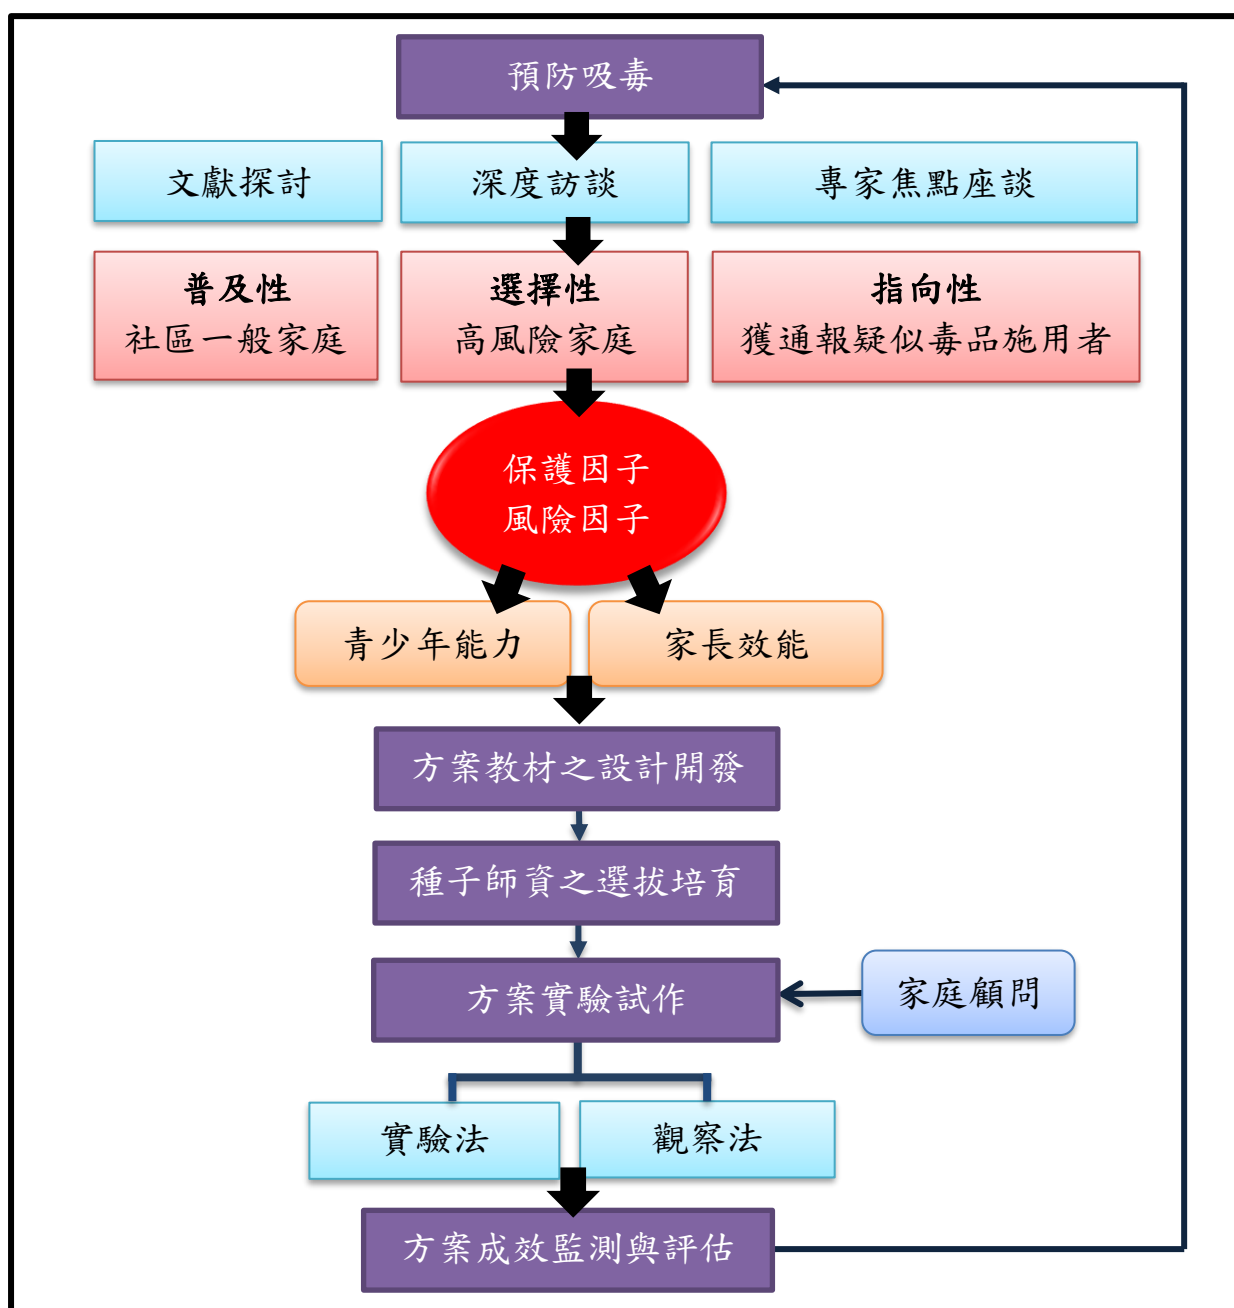 預防吸毒
文獻探討
深度訪談
專家焦點座談
普及性
社區一般家庭
選擇性
高風險家庭
指向性
獲通報疑似毒品施用者
保護因子
風險因子
青少年能力
家長效能
方案教材之設計開發
種子師資之選拔培育
方案實驗試作
家庭顧問
實驗法
觀察法
方案成效監測與評估